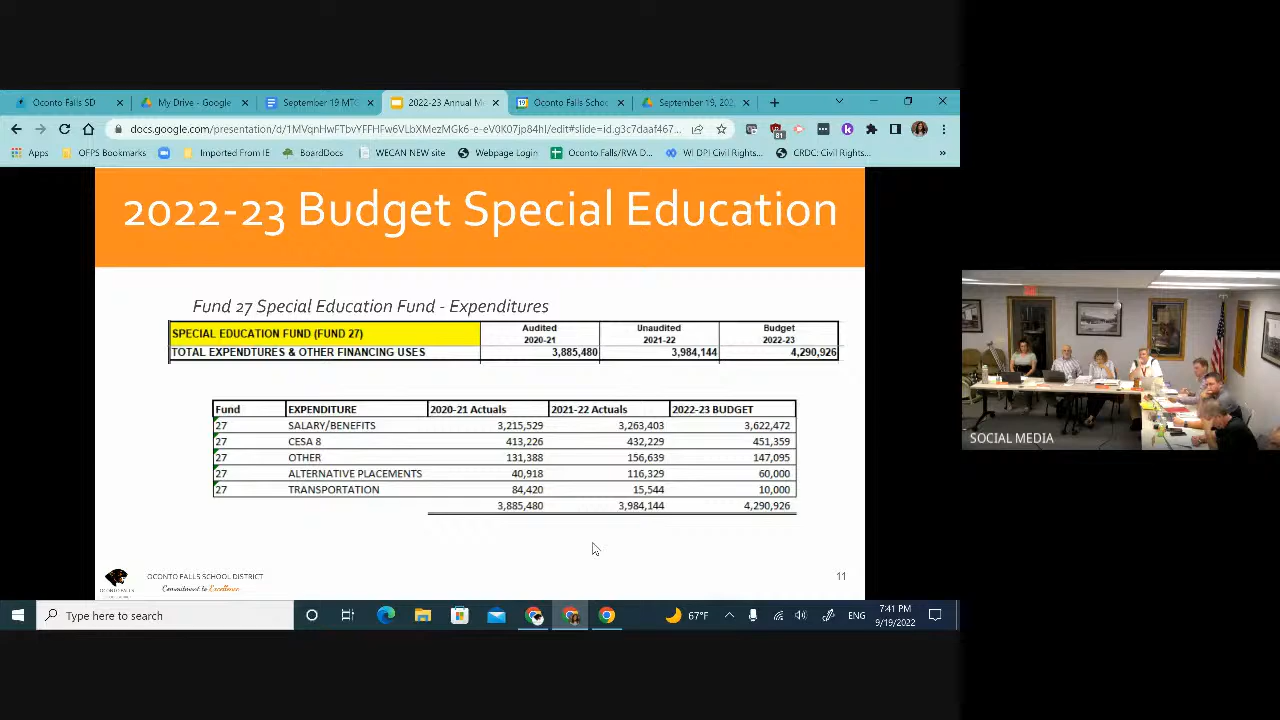 Oconto Falls SD
My Drive - Google
September 19 MTG
2022-23 Annual M
Oconto Falls Schoo
September 19, 202
docs.google.com/presentation/d/
Apps
OFPS Bookmarks
Imported From IE
BoardDocs
WECAN NEW site
Webpage Login
Oconto Falls/RVA D...
WI DPI Civil Rights...
CRDC: Civil Rights...
81
2022-23 Budget Special Education
Fund 27 Special Education Fund - Expenditures
SPECIAL EDUCATION FUND (FUND 27) Audited 2020-21 Unaudited 2021-22 Budget 2022-23
TOTAL EXPENDITURES & OTHER FINANCING USES 3,885,480 3,984,144 4,290,926
Fund EXPENDITURE 2020-21 Actuals 2021-22 Actuals 2022-23 BUDGET
27 SALARY/BENEFITS 3,215,529 3,263,403 3,622,472
27 CESA 8 413,226 432,229 451,359
27 OTHER 131,388 156,639 147,095
27 ALTERNATIVE PLACEMENTS 40,918 116,329 60,000
27 TRANSPORTATION 84,420 15,544 10,000
3,885,480 3,984,144 4,290,926
SOCIAL MEDIA
OCONTO FALLS SCHOOL DISTRICT
Commitment to Excellence
11
Type here to search
67°F
ENG
7:41 PM
9/19/2022